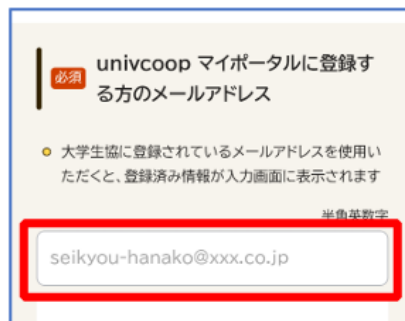 必須
univcoop マイポータルに登録す
る方のメールアドレス
大学生協に登録されているメールアドレスを使用い
ただくと、登録済み情報が入力画面に表示されます
半角英数字
seikyou-hanako@xxx.co.jp